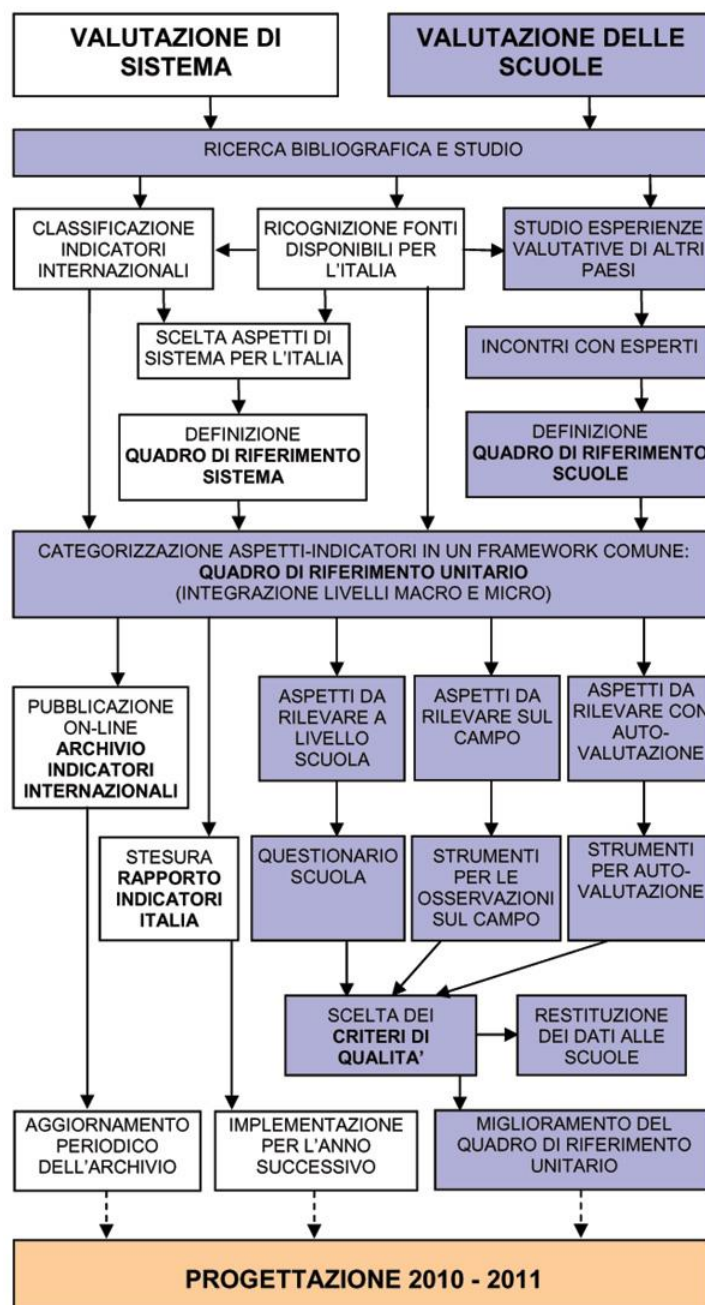 VALUTAZIONE DI
SISTEMA
VALUTAZIONE DELLE
SCUOLE
RICERCA BIBLIOGRAFICA E STUDIO
CLASSIFICAZIONE
INDICATORI
INTERNAZIONALI
RICOGNIZIONE FONTI
DISPONIBILI PER
L'ITALIA
STUDIO ESPERIENZE
VALUTATIVE DI ALTRI
PAESI
SCELTA ASPETTI DI
SISTEMA PER L'ITALIA
INCONTRI CON ESPERTI
DEFINIZIONE
QUADRO DI RIFERIMENTO
SISTEMA
DEFINIZIONE
QUADRO DI RIFERIMENTO
SCUOLE
CATEGORIZZAZIONE ASPETTI-INDICATORI IN UN FRAMEWORK COMUNE:
QUADRO DI RIFERIMENTO UNITARIO
(INTEGRAZIONE LIVELLI MACRO E MICRO)
PUBBLICAZIONE
ON-LINE
ARCHIVIO
INDICATORI
INTERNAZIONALI
ASPETTI DA
RILEVARE A
LIVELLO
SCUOLA
ASPETTI DA
RILEVARE SUL
CAMPO
ASPETTI DA
RILEVARE CON
AUTO-
VALUTAZIONE
STESURA
RAPPORTO
INDICATORI
ITALIA
QUESTIONARIO
SCUOLA
STRUMENTI
PER LE
OSSERVAZIONI
SUL CAMPO
STRUMENTI
PER AUTO-
VALUTAZIONE
SCELTA DEI
CRITERI DI
QUALITA'
RESTITUZIONE
DEI DATI ALLE
SCUOLE
AGGIORNAMENTO
PERIODICO
DELL'ARCHIVIO
IMPLEMENTAZIONE
PER L'ANNO
SUCCESSIVO
MIGLIORAMENTO DEL
QUADRO DI RIFERIMENTO
UNITARIO
PROGETTAZIONE 2010 - 2011